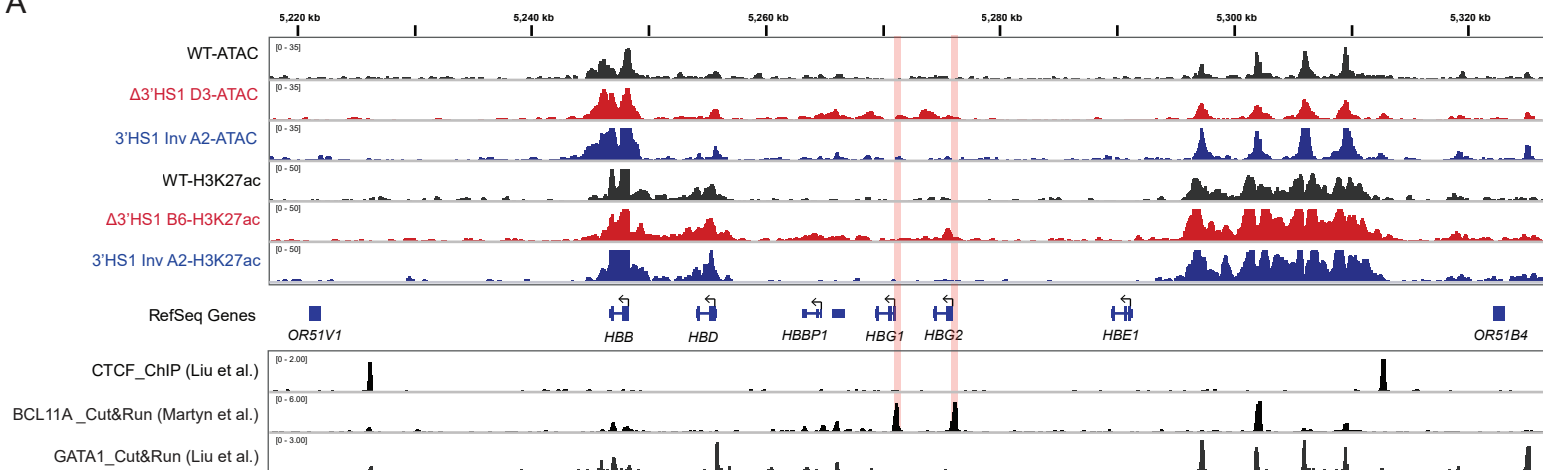 A
5,220 kb 5,240 kb 5,260 kb 5,280 kb 5,300 kb 5,320 kb
WT-ATAC [0 - 35]
Δ3'HS1 D3-ATAC [0 - 35]
3'HS1 Inv A2-ATAC [0 - 35]
WT-H3K27ac [0 - 50]
Δ3'HS1 B6-H3K27ac [0 - 50]
3'HS1 Inv A2-H3K27ac [0 - 50]
RefSeq Genes
OR51V1 HBB HBD HBBP1 HBG1 HBG2 HBE1 OR51B4
CTCF_ChIP (Liu et al.) [0 - 2.00]
BCL11A _Cut&Run (Martyn et al.) [0 - 6.00]
GATA1_Cut&Run (Liu et al.) [0 - 3.00]